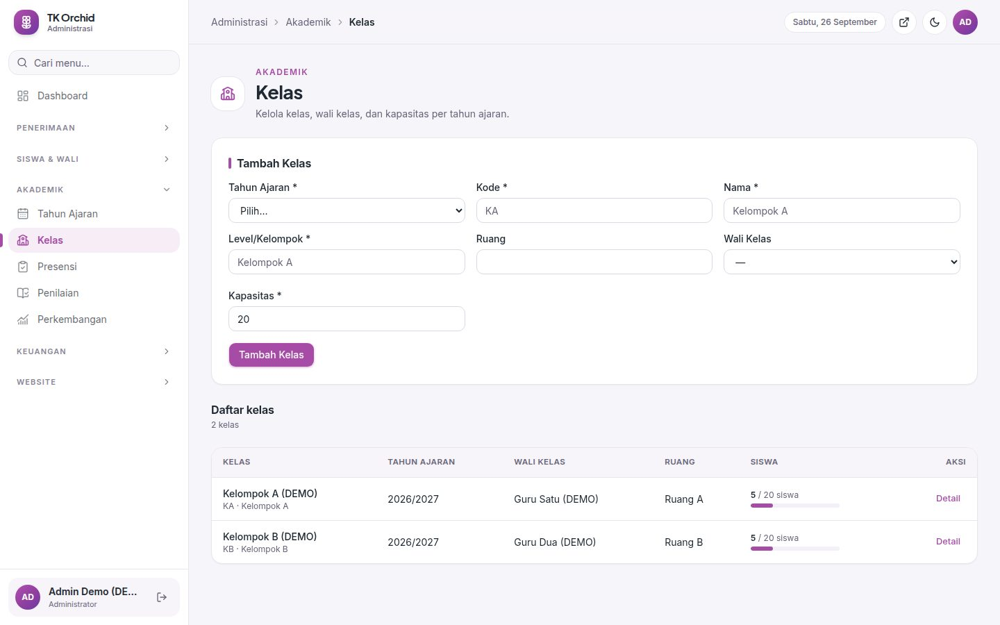 TK Orchid
Administrasi
Cari menu...
Dashboard
PENERIMAAN
SISWA & WALI
AKADEMIK
Tahun Ajaran
Kelas
Presensi
Penilaian
Perkembangan
KEUANGAN
WEBSITE
AD
Admin Demo (DE...
Administrator
Administrasi > Akademik > Kelas
Sabtu, 26 September
AD
AKADEMIK
Kelas
Kelola kelas, wali kelas, dan kapasitas per tahun ajaran.
Tambah Kelas
Tahun Ajaran * Kode * Nama *
Pilih... KA Kelompok A
Level/Kelompok * Ruang Wali Kelas
Kelompok A —
Kapasitas *
20
Tambah Kelas
Daftar kelas
2 kelas
KELAS TAHUN AJARAN WALI KELAS RUANG SISWA AKSI
Kelompok A (DEMO) 2026/2027 Guru Satu (DEMO) Ruang A 5 / 20 siswa Detail
KA · Kelompok A
Kelompok B (DEMO) 2026/2027 Guru Dua (DEMO) Ruang B 5 / 20 siswa Detail
KB · Kelompok B